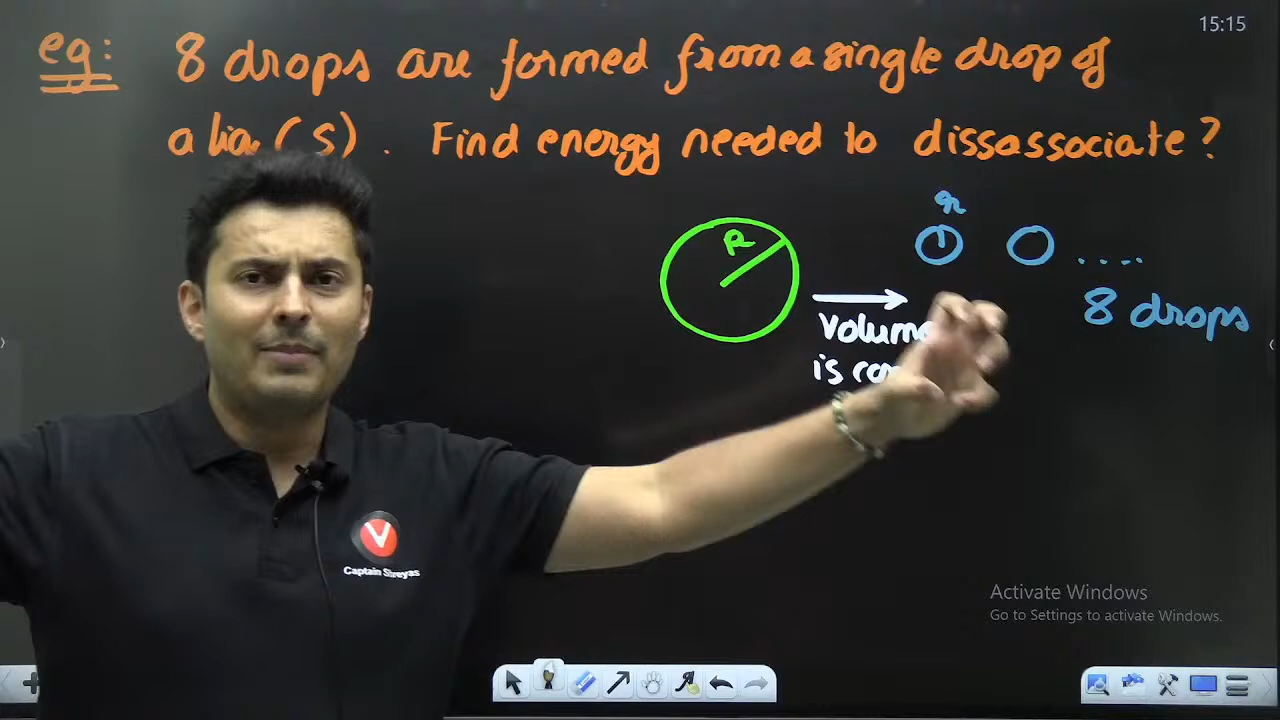 15:15
eg: 8 drops are formed from a single drop of
a liq (S). Find energy needed to dissassociate?
R
r
8 drops
Volume
is
V
Captain Shreyas
Activate Windows
Go to Settings to activate Windows.